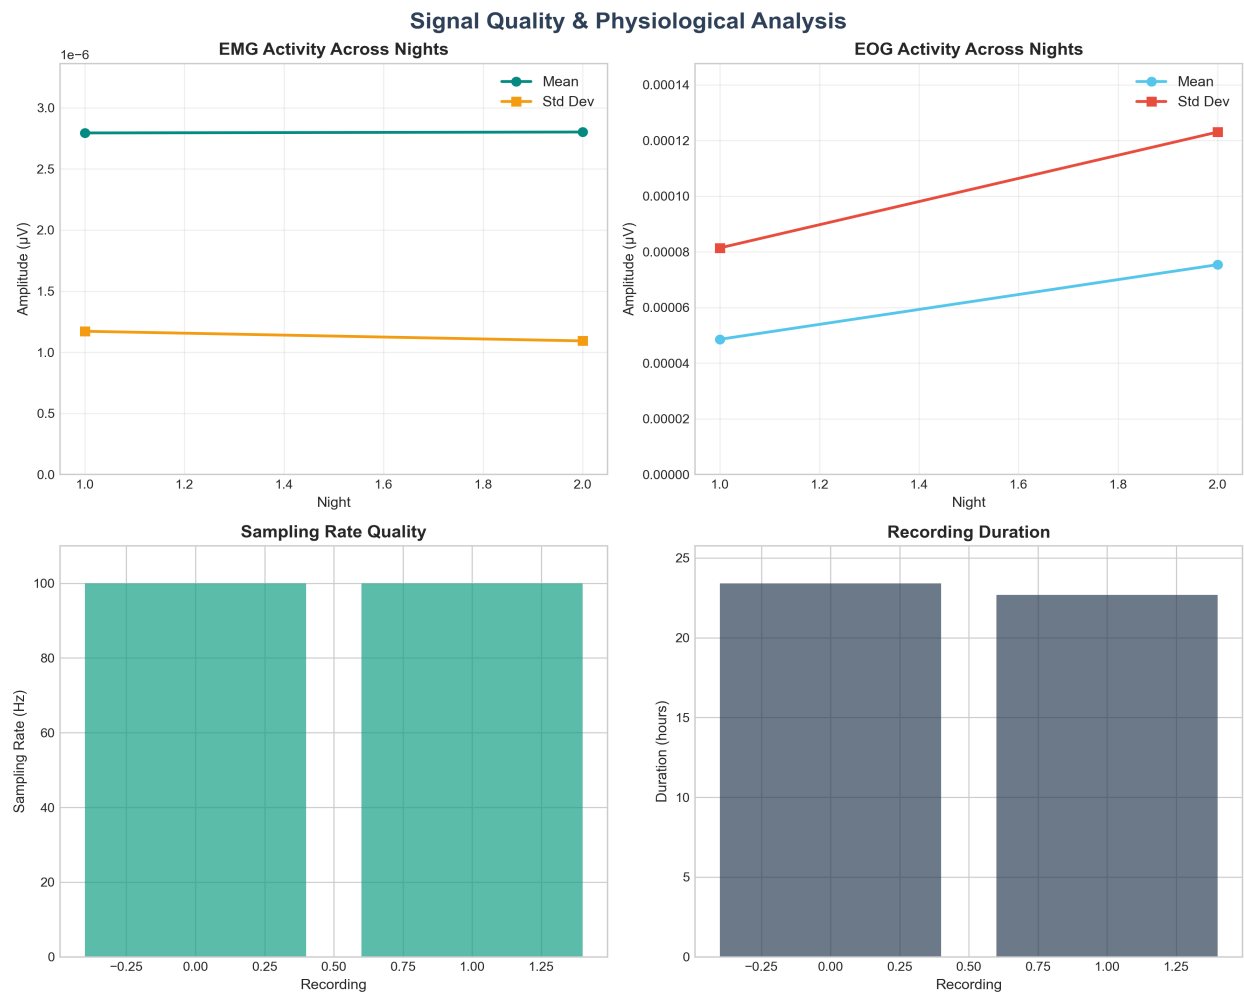 Signal Quality & Physiological Analysis
EMG Activity Across Nights
1e−6
Mean
Std Dev
3.0
2.5
2.0
1.5
1.0
0.5
0.0
Amplitude (μV)
1.0 1.2 1.4 1.6 1.8 2.0
Night
EOG Activity Across Nights
Mean
Std Dev
0.00014
0.00012
0.00010
0.00008
0.00006
0.00004
0.00002
0.00000
Amplitude (μV)
1.0 1.2 1.4 1.6 1.8 2.0
Night
Sampling Rate Quality
100
80
60
40
20
0
Sampling Rate (Hz)
−0.25 0.00 0.25 0.50 0.75 1.00 1.25
Recording
Recording Duration
25
20
15
10
5
0
Duration (hours)
−0.25 0.00 0.25 0.50 0.75 1.00 1.25
Recording